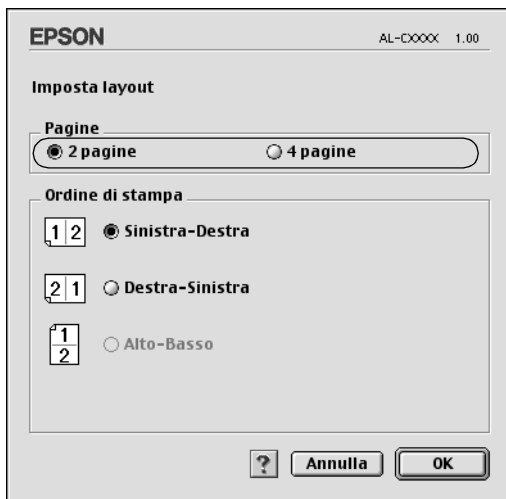 EPSON AL-CXXXX 1.00
Imposta layout
Pagine
2 pagine 4 pagine
Ordine di stampa
1 2 Sinistra-Destra
2 1 Destra-Sinistra
1
2
Alto-Basso
? Annulla OK